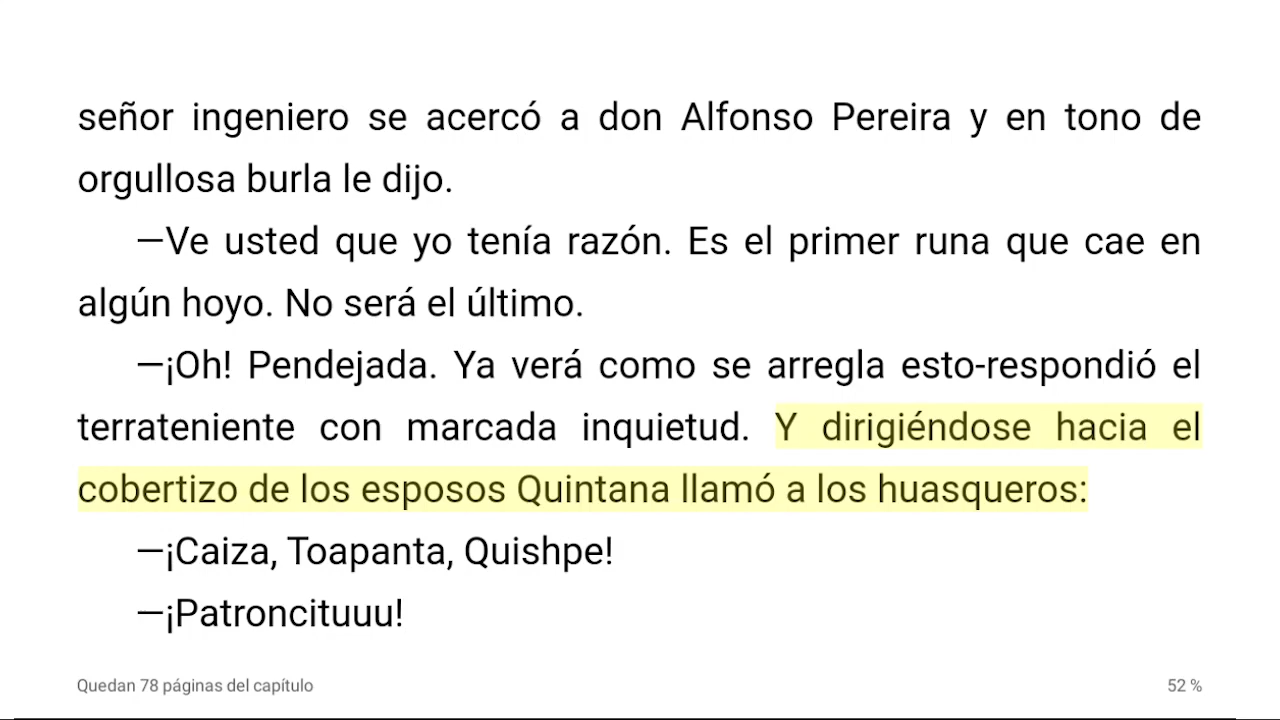 señor ingeniero se acercó a don Alfonso Pereira y en tono de
orgullosa burla le dijo.
—Ve usted que yo tenía razón. Es el primer runa que cae en
algún hoyo. No será el último.
—¡Oh! Pendejada. Ya verá como se arregla esto-respondió el
terrateniente con marcada inquietud. Y dirigiéndose hacia el
cobertizo de los esposos Quintana llamó a los huasqueros:
—¡Caiza, Toapanta, Quishpe!
—¡Patroncituuu!
Quedan 78 páginas del capítulo
52 %